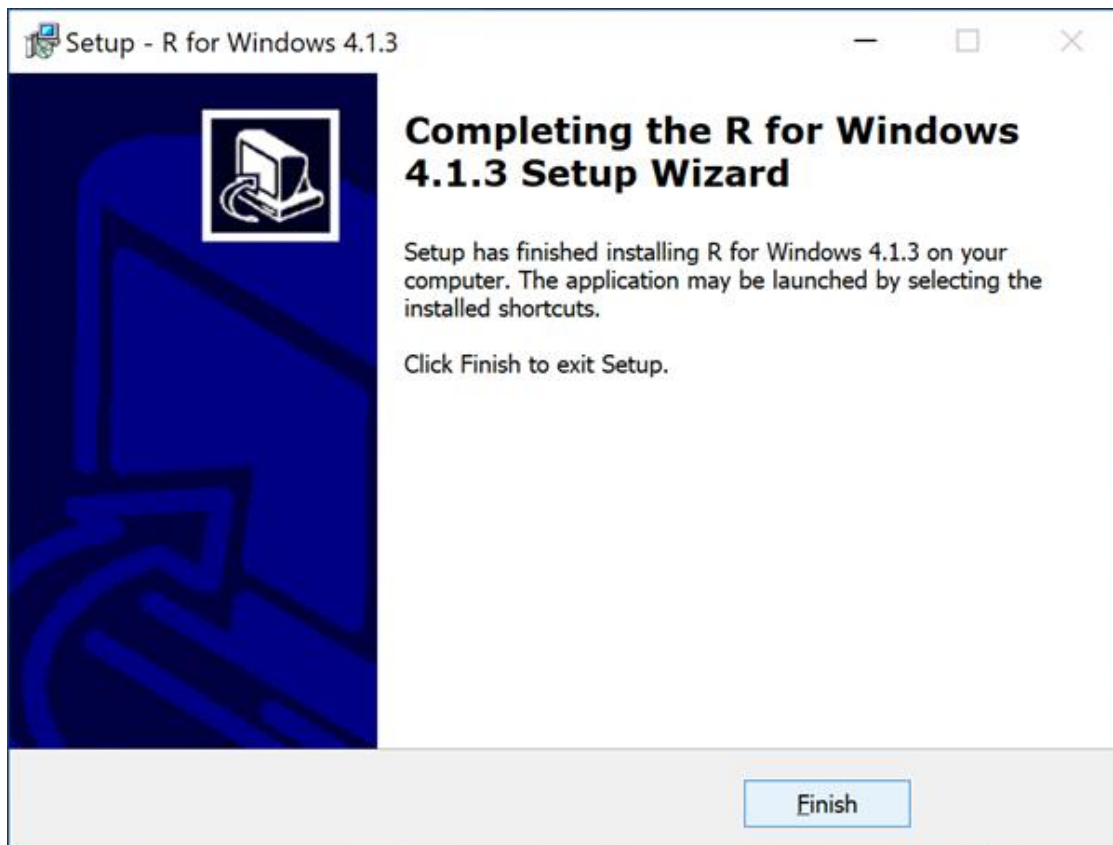 Setup - R for Windows 4.1.3
Completing the R for Windows
4.1.3 Setup Wizard
Setup has finished installing R for Windows 4.1.3 on your
computer. The application may be launched by selecting the
installed shortcuts.
Click Finish to exit Setup.
Finish